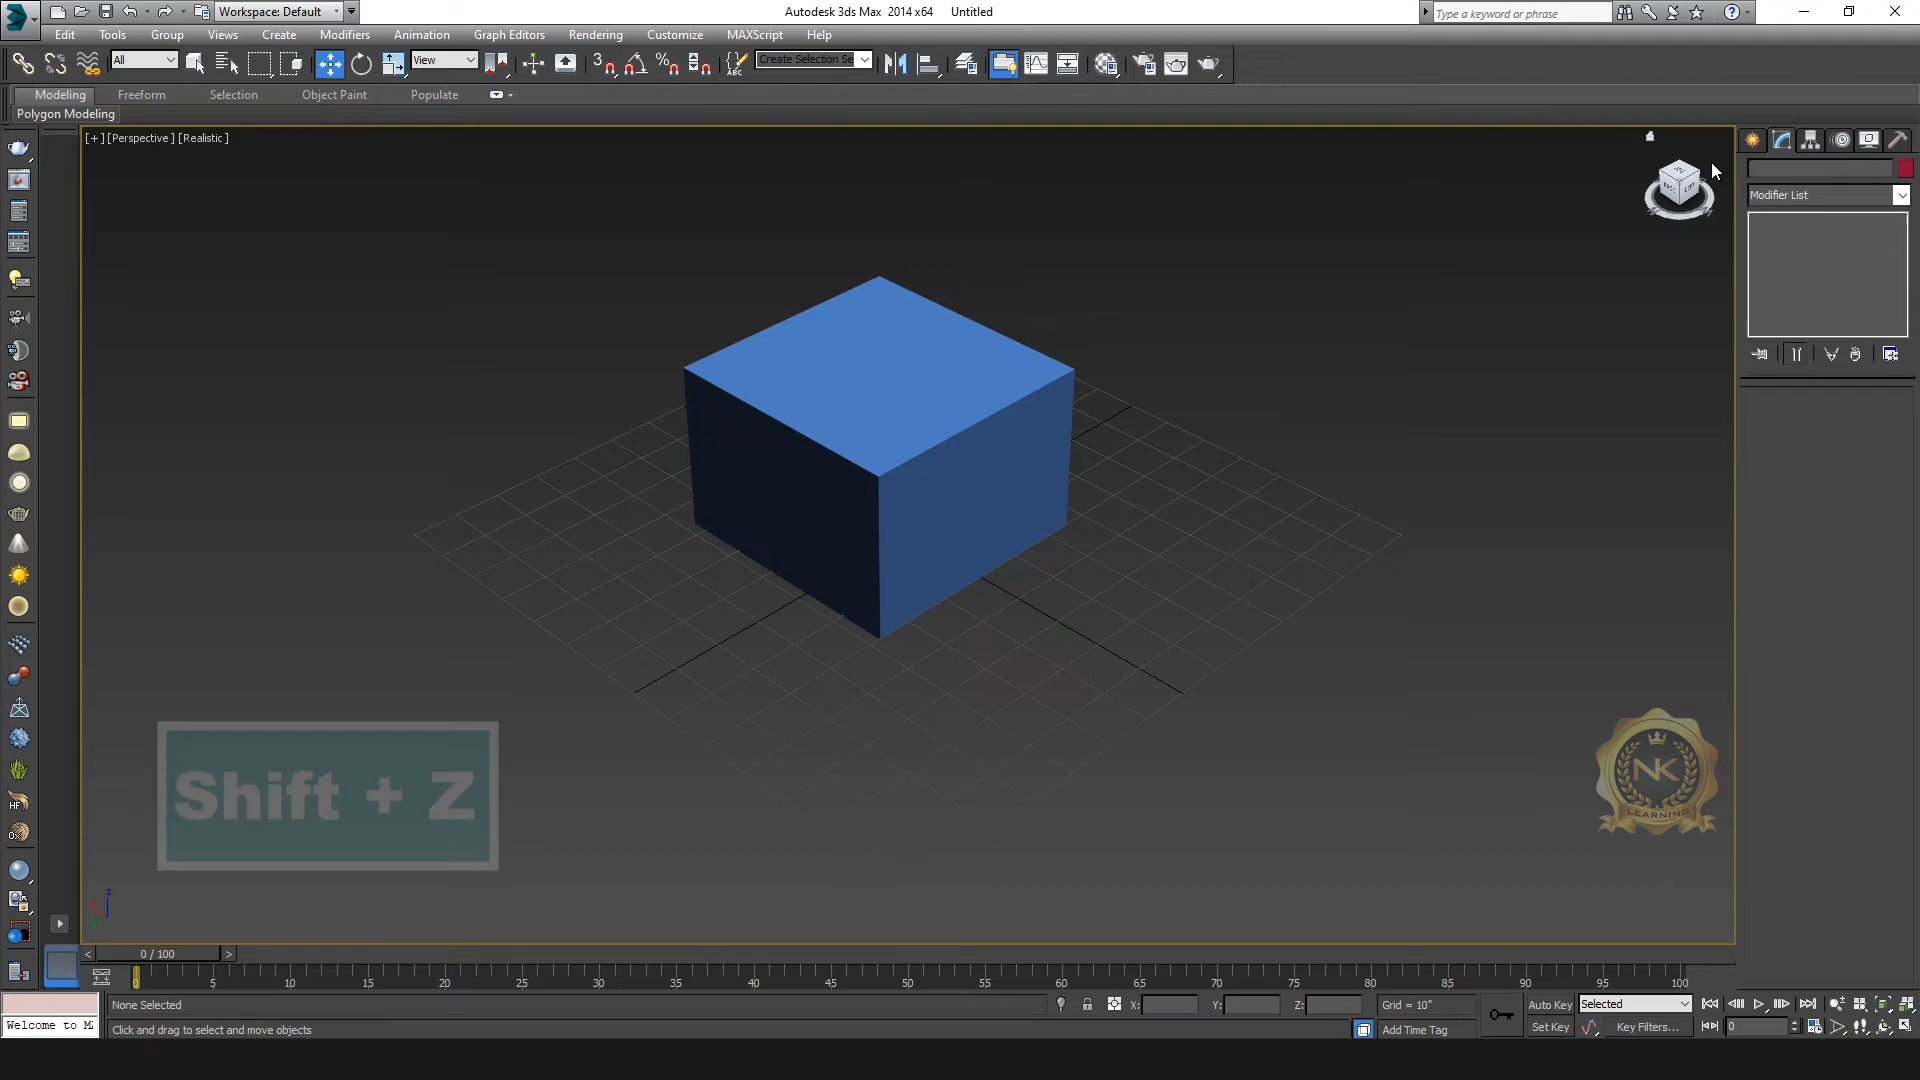 Workspace: Default
Autodesk 3ds Max 2014 x64 Untitled
Type a keyword or phrase
Edit Tools Group Views Create Modifiers Animation Graph Editors Rendering Customize MAXScript Help
All
View
3
%
ABC
Create Selection Se
Modeling Freeform Selection Object Paint Populate
Polygon Modeling
[+] [Perspective] [Realistic]
Modifier List
Shift + Z
NK
LEARNING
HF
z
< 0 / 100 >
0 5 10 15 20 25 30 35 40 45 50 55 60 65 70 75 80 85 90 95 100
None Selected
X: Y: Z:
Grid = 10"
Auto Key
Selected
Welcome to M
Click and drag to select and move objects
Add Time Tag
Set Key
Key Filters...
0